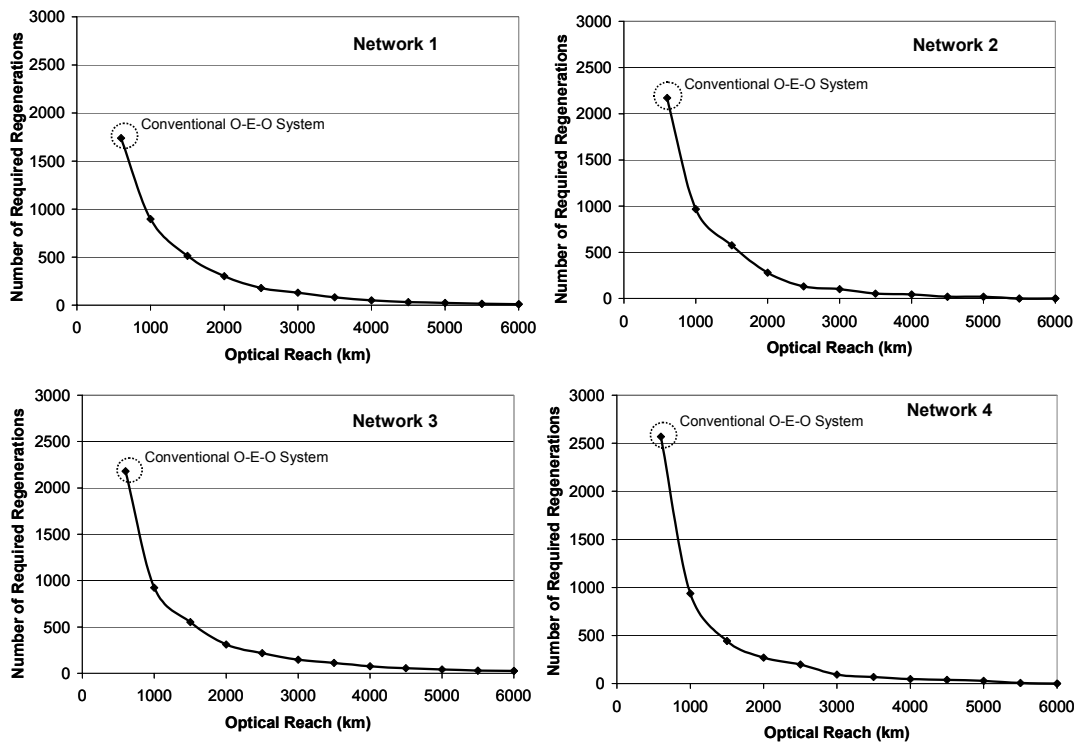 Network 1
Number of Required Regenerations
3000
2500
2000
1500
1000
500
0
Conventional O-E-O System
0 1000 2000 3000 4000 5000 6000
Optical Reach (km)
Network 2
Number of Required Regenerations
3000
2500
2000
1500
1000
500
0
Conventional O-E-O System
0 1000 2000 3000 4000 5000 6000
Optical Reach (km)
Network 3
Number of Required Regenerations
3000
2500
2000
1500
1000
500
0
Conventional O-E-O System
0 1000 2000 3000 4000 5000 6000
Optical Reach (km)
Network 4
Number of Required Regenerations
3000
2500
2000
1500
1000
500
0
Conventional O-E-O System
0 1000 2000 3000 4000 5000 6000
Optical Reach (km)